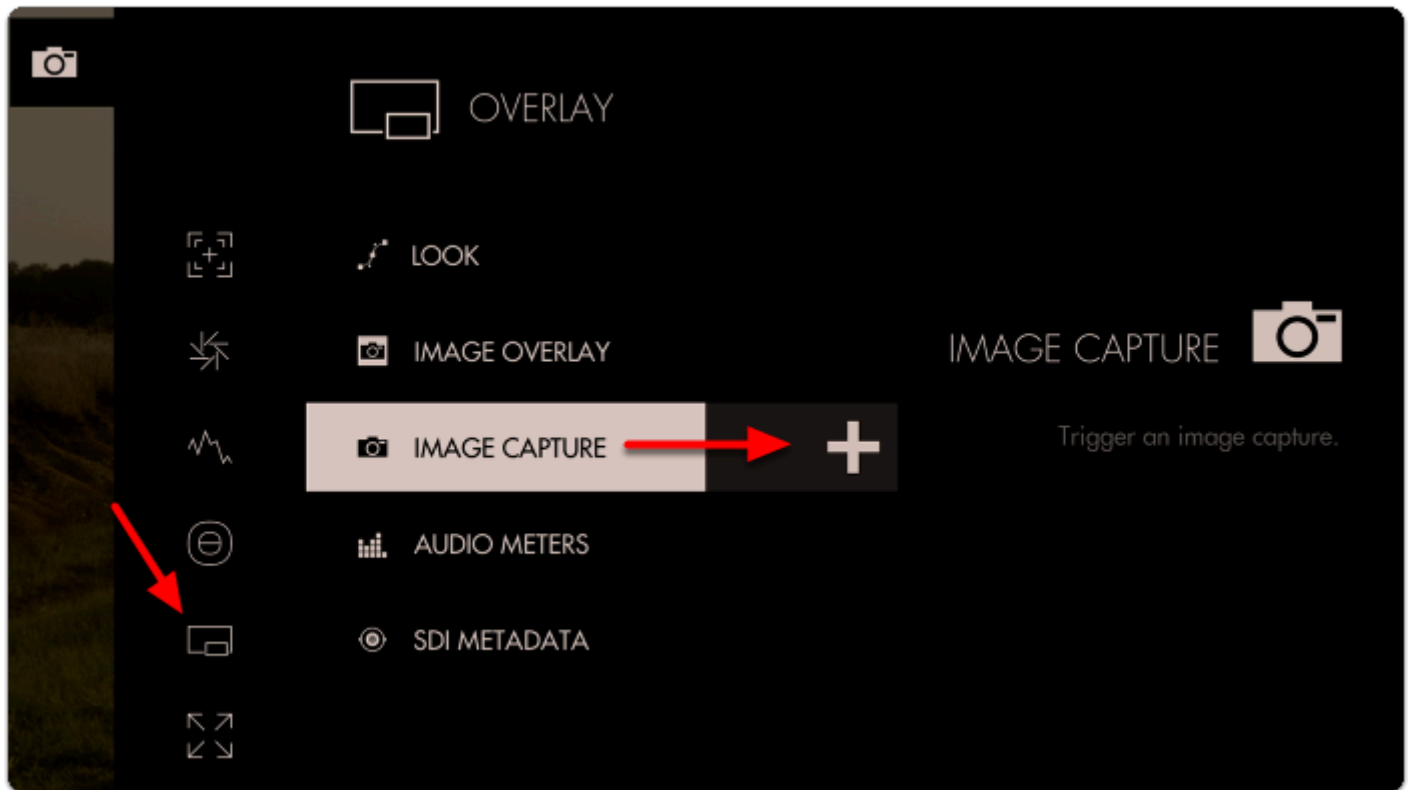 OVERLAY
LOOK
IMAGE OVERLAY
IMAGE CAPTURE
AUDIO METERS
SDI METADATA
IMAGE CAPTURE
Trigger an image capture.